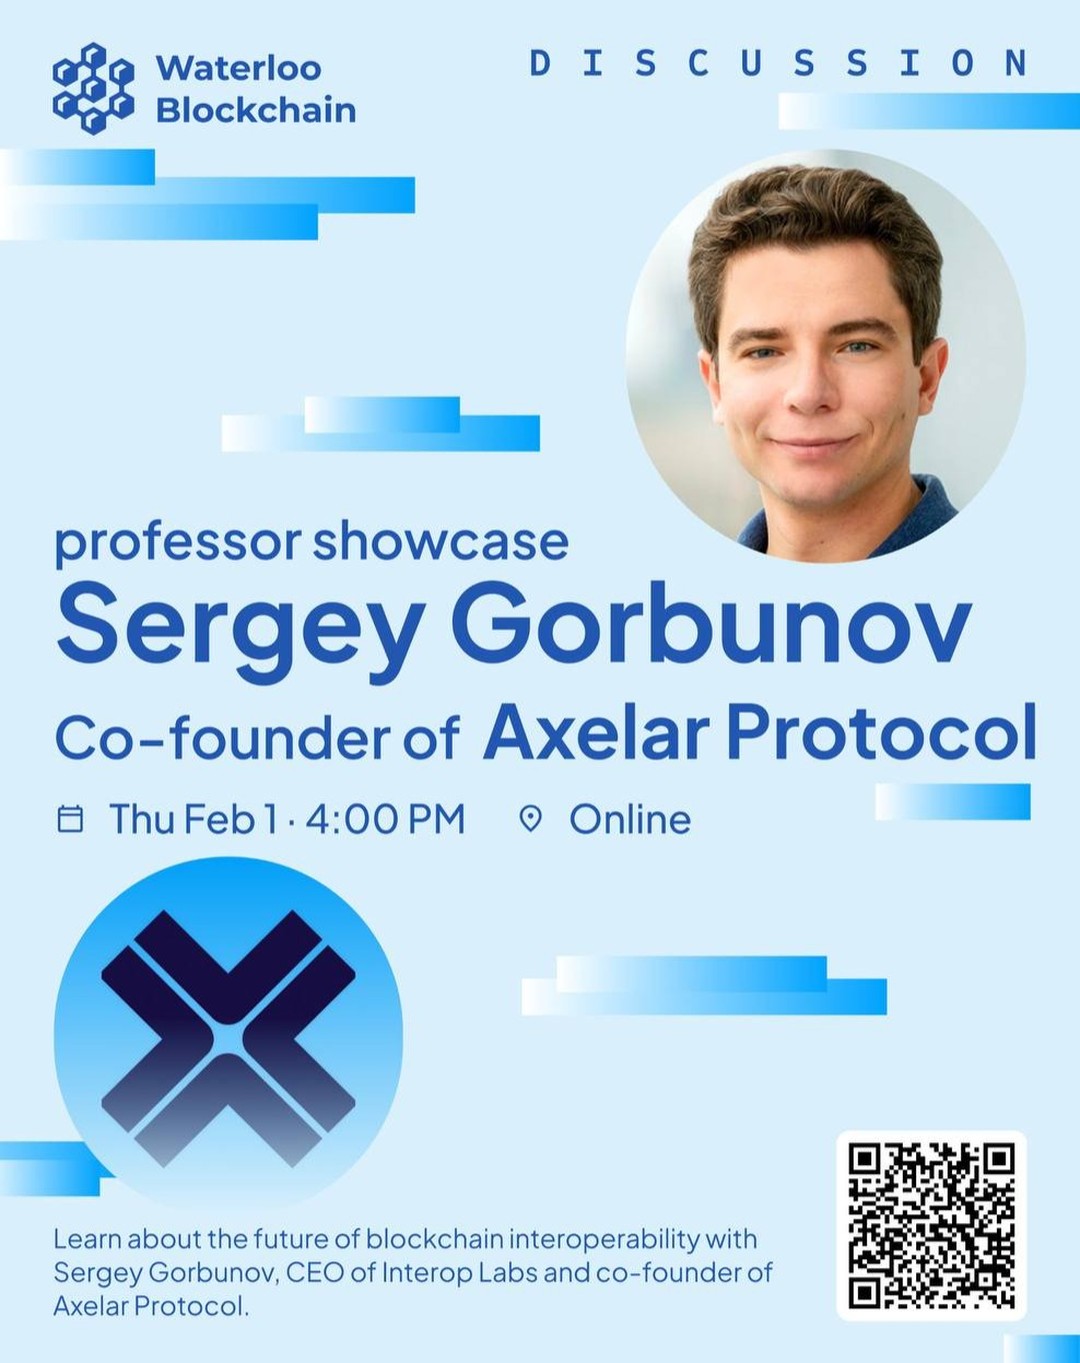 Waterloo
Blockchain
DISCUSSION
professor showcase
Sergey Gorbunov
Co-founder of Axelar Protocol
Thu Feb 1 · 4:00 PM Online
Learn about the future of blockchain interoperability with
Sergey Gorbunov, CEO of Interop Labs and co-founder of
Axelar Protocol.